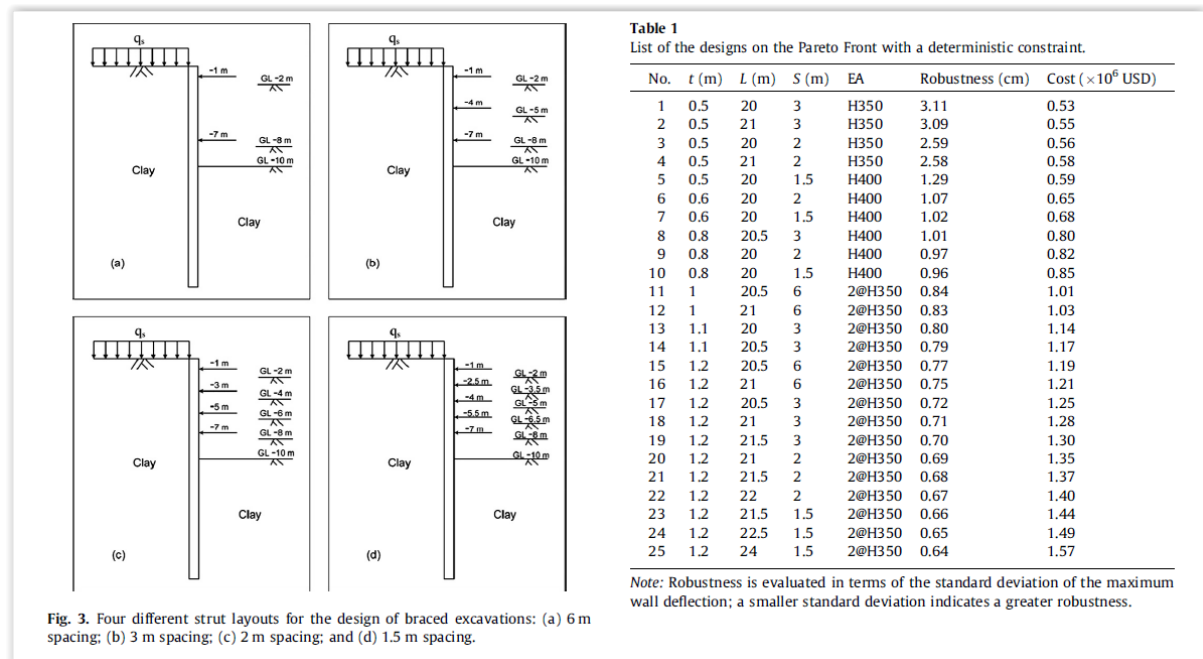 qs
-1 m
GL -2 m
-7 m
GL -8 m
GL -10 m
Clay
Clay
(a)
qs
-1 m
GL -2 m
-4 m
GL -5 m
-7 m
GL -8 m
GL -10 m
Clay
Clay
(b)
qs
-1 m
GL -2 m
-3 m
GL -4 m
-5 m
GL -6 m
-7 m
GL -8 m
GL -10 m
Clay
Clay
(c)
qs
-1 m
GL -2 m
-2.5 m
GL -3.5 m
-4 m
GL -5 m
-5.5 m
GL -6.5 m
-7 m
GL -8 m
GL -10 m
Clay
Clay
(d)
Fig. 3. Four different strut layouts for the design of braced excavations: (a) 6 m
spacing; (b) 3 m spacing; (c) 2 m spacing; and (d) 1.5 m spacing.
Table 1
List of the designs on the Pareto Front with a deterministic constraint.
No. t (m) L (m) S (m) EA Robustness (cm) Cost (×10⁶ USD)
1 0.5 20 3 H350 3.11 0.53
2 0.5 21 3 H350 3.09 0.55
3 0.5 20 2 H350 2.59 0.56
4 0.5 21 2 H350 2.58 0.58
5 0.5 20 1.5 H400 1.29 0.59
6 0.6 20 2 H400 1.07 0.65
7 0.6 20 1.5 H400 1.02 0.68
8 0.8 20.5 3 H400 1.01 0.80
9 0.8 20 2 H400 0.97 0.82
10 0.8 20 1.5 H400 0.96 0.85
11 1 20.5 6 2@H350 0.84 1.01
12 1 21 6 2@H350 0.83 1.03
13 1.1 20 3 2@H350 0.80 1.14
14 1.1 20.5 3 2@H350 0.79 1.17
15 1.2 20.5 6 2@H350 0.77 1.19
16 1.2 21 6 2@H350 0.75 1.21
17 1.2 20.5 3 2@H350 0.72 1.25
18 1.2 21 3 2@H350 0.71 1.28
19 1.2 21.5 3 2@H350 0.70 1.30
20 1.2 21 2 2@H350 0.69 1.35
21 1.2 21.5 2 2@H350 0.68 1.37
22 1.2 22 2 2@H350 0.67 1.40
23 1.2 21.5 1.5 2@H350 0.66 1.44
24 1.2 22.5 1.5 2@H350 0.65 1.49
25 1.2 24 1.5 2@H350 0.64 1.57
Note: Robustness is evaluated in terms of the standard deviation of the maximum
wall deflection; a smaller standard deviation indicates a greater robustness.